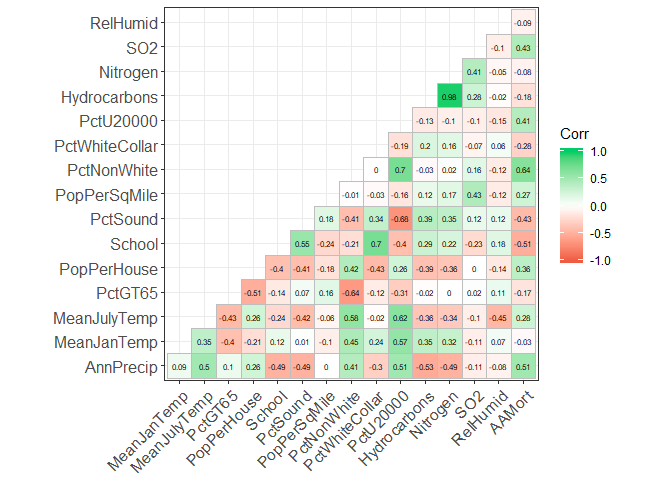 RelHumid -0.09
SO2 -0.1 0.43
Nitrogen 0.41 -0.05 -0.08
Hydrocarbons 0.98 0.28 -0.02 -0.18
PctU20000 -0.13 -0.1 -0.1 -0.15 0.41
PctWhiteCollar -0.19 0.2 0.16 -0.07 0.06 -0.28
PctNonWhite 0 0.7 -0.03 0.02 0.16 -0.12 0.64
PopPerSqMile -0.01 -0.03 -0.16 0.12 0.17 0.43 -0.12 0.27
PctSound 0.18 -0.41 0.34 -0.68 0.39 0.35 0.12 0.12 -0.43
School 0.55 -0.24 -0.21 0.7 -0.4 0.29 0.22 -0.23 0.18 -0.51
PopPerHouse -0.4 -0.41 -0.18 0.42 -0.43 0.26 -0.39 -0.36 0 -0.14 0.36
PctGT65 -0.51 -0.14 0.07 0.16 -0.64 -0.12 -0.31 -0.02 0 0.02 0.11 -0.17
MeanJulyTemp -0.43 0.26 -0.24 -0.42 -0.06 0.58 -0.02 0.62 -0.36 -0.34 -0.1 -0.45 0.28
MeanJanTemp 0.35 -0.4 -0.21 0.12 0.01 -0.1 0.45 0.24 0.57 0.35 0.32 -0.11 0.07 -0.03
AnnPrecip 0.09 0.5 0.1 0.26 -0.49 -0.49 0 0.41 -0.3 0.51 -0.53 -0.49 -0.11 -0.08 0.51
MeanJanTemp
MeanJulyTemp
PctGT65
PopPerHouse
School
PctSound
PopPerSqMile
PctNonWhite
PctWhiteCollar
PctU20000
Hydrocarbons
Nitrogen
SO2
RelHumid
AAMort
Corr
1.0
0.5
0.0
-0.5
-1.0